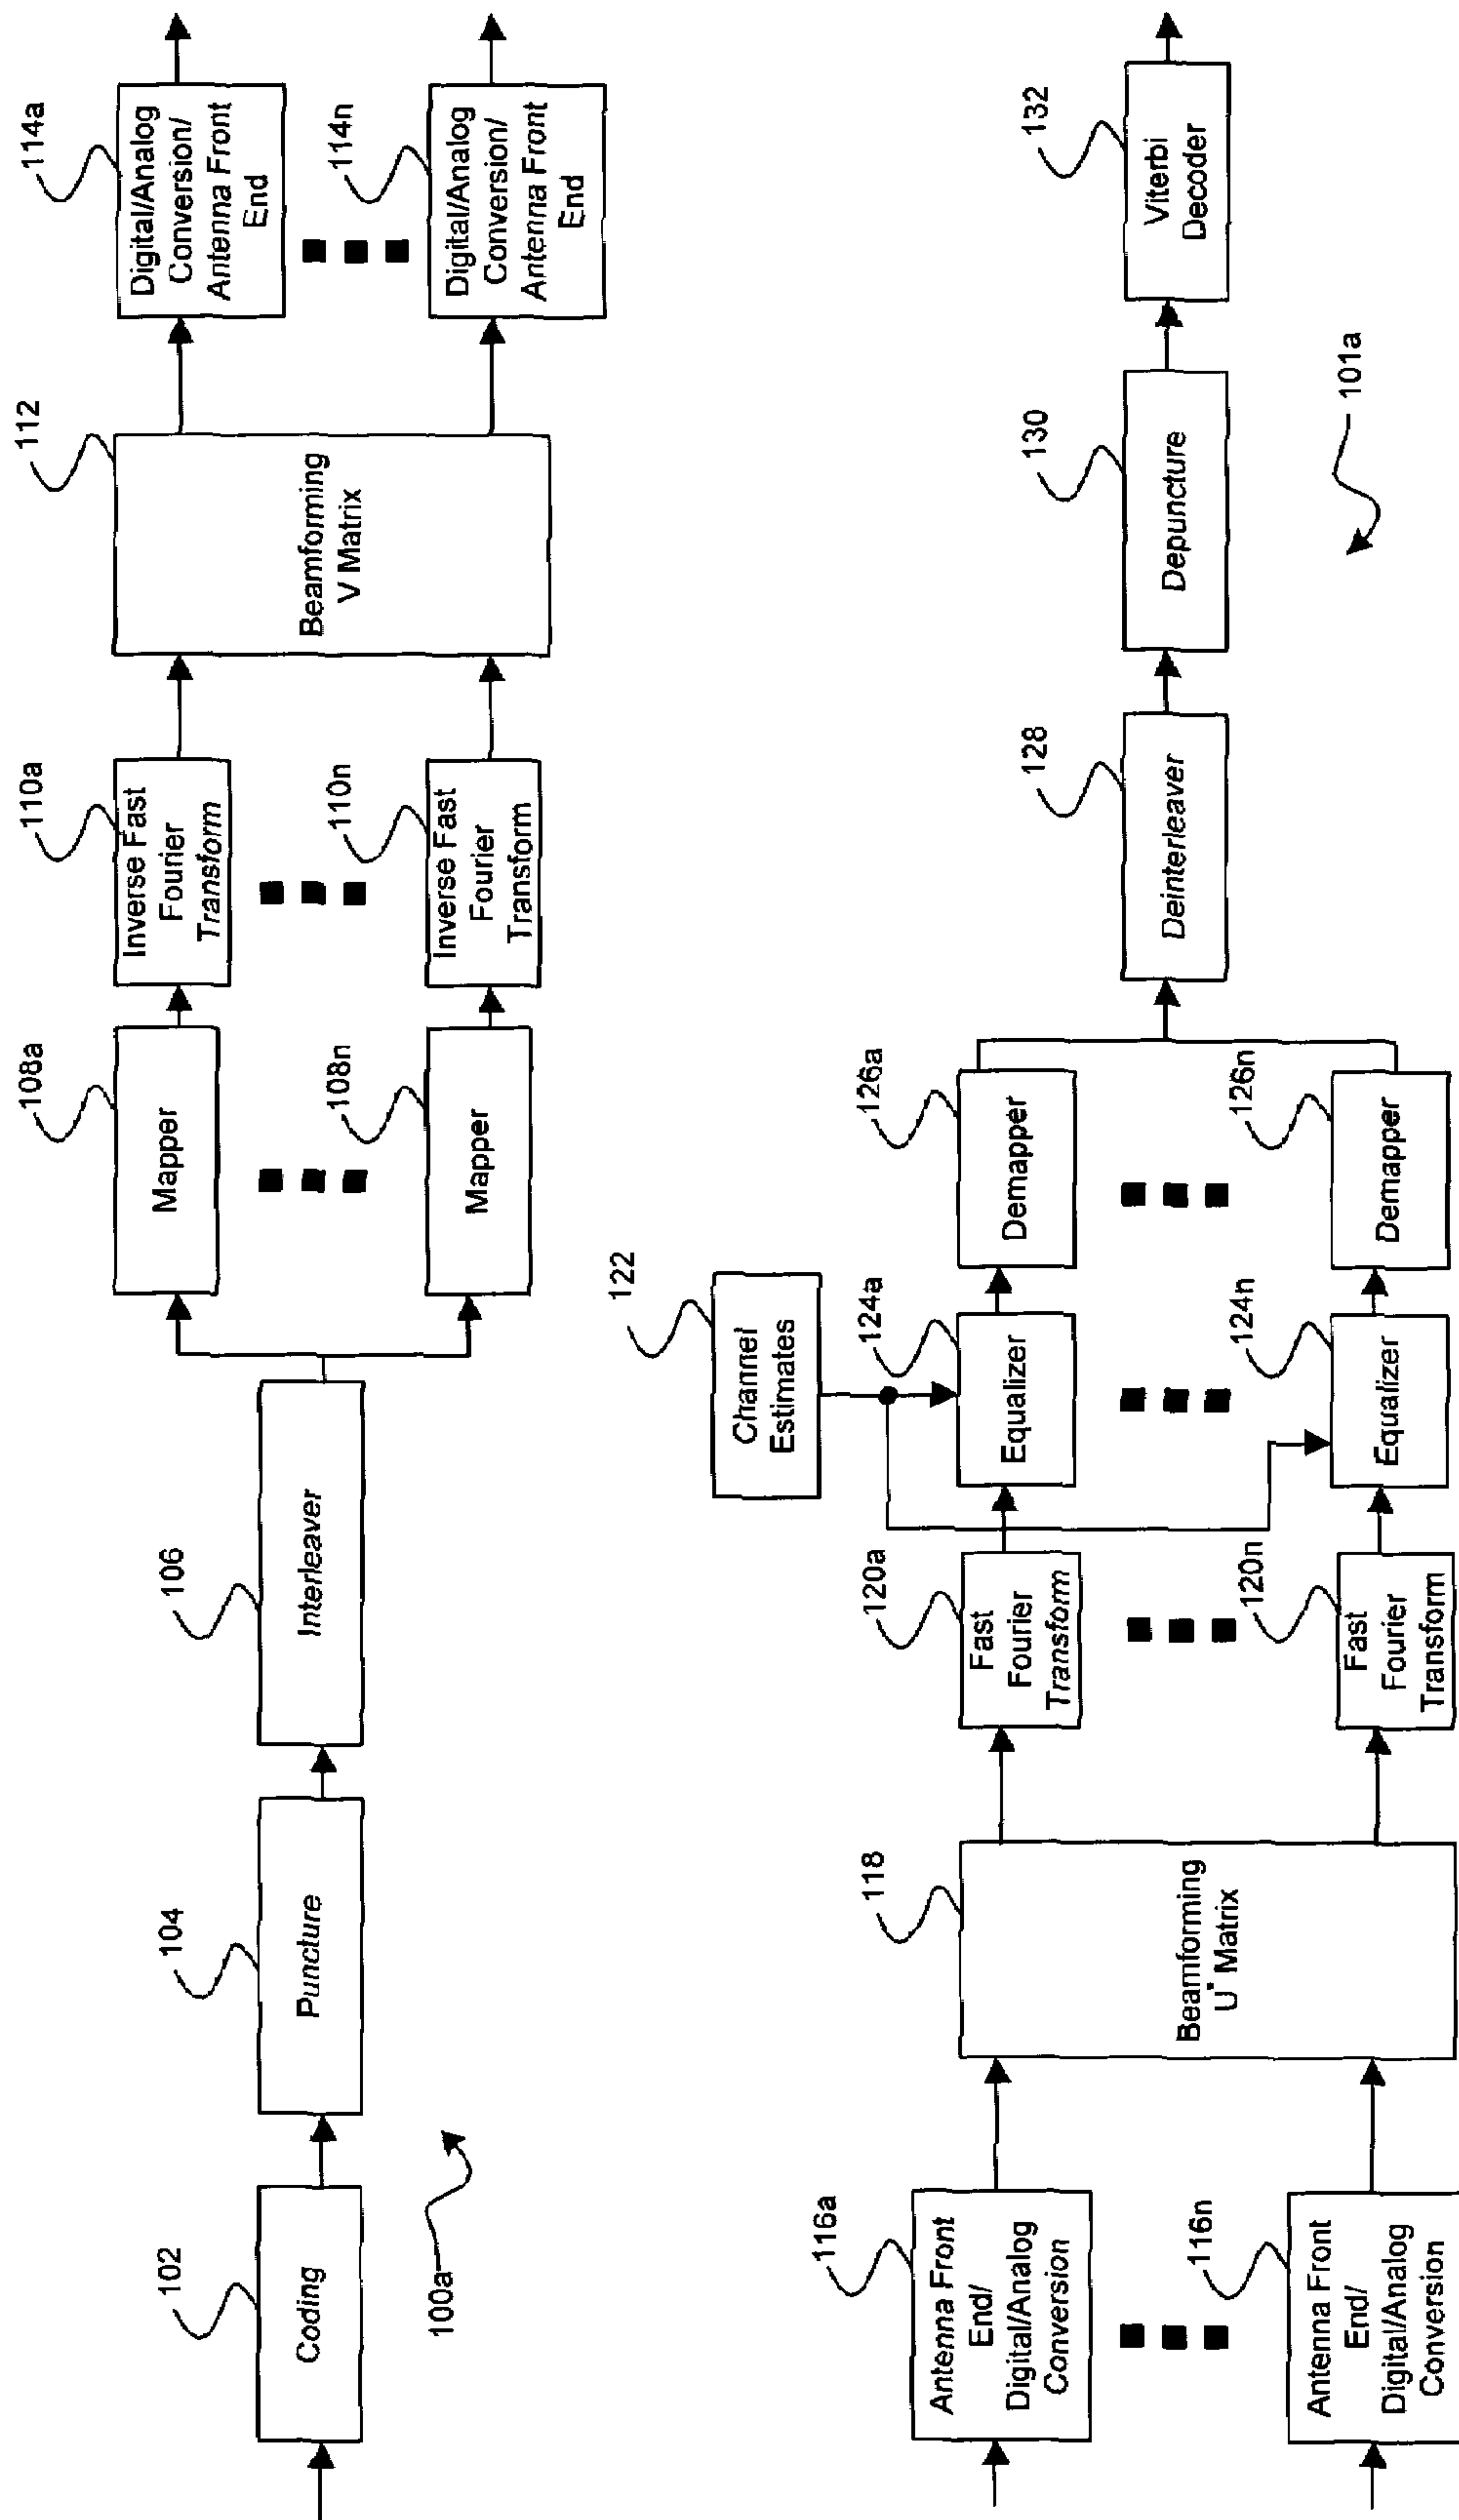 102
Coding
100a
104
Puncture
106
Interleaver
108a
Mapper
108n
Mapper
110a
Inverse Fast
Fourier
Transform
110n
Inverse Fast
Fourier
Transform
112
Beamforming
V Matrix
114a
Digital/Analog
Conversion/
Antenna Front
End
114n
Digital/Analog
Conversion/
Antenna Front
End
116a
Antenna Front
End/
Digital/Analog
Conversion
116n
Antenna Front
End/
Digital/Analog
Conversion
118
Beamforming
U* Matrix
120a
Fast
Fourier
Transform
120n
Fast
Fourier
Transform
122
Channel
Estimates
124a
Equalizer
124n
Equalizer
126a
Demapper
126n
Demapper
128
Deinterleaver
130
Depuncture
132
Viterbi
Decoder
101a